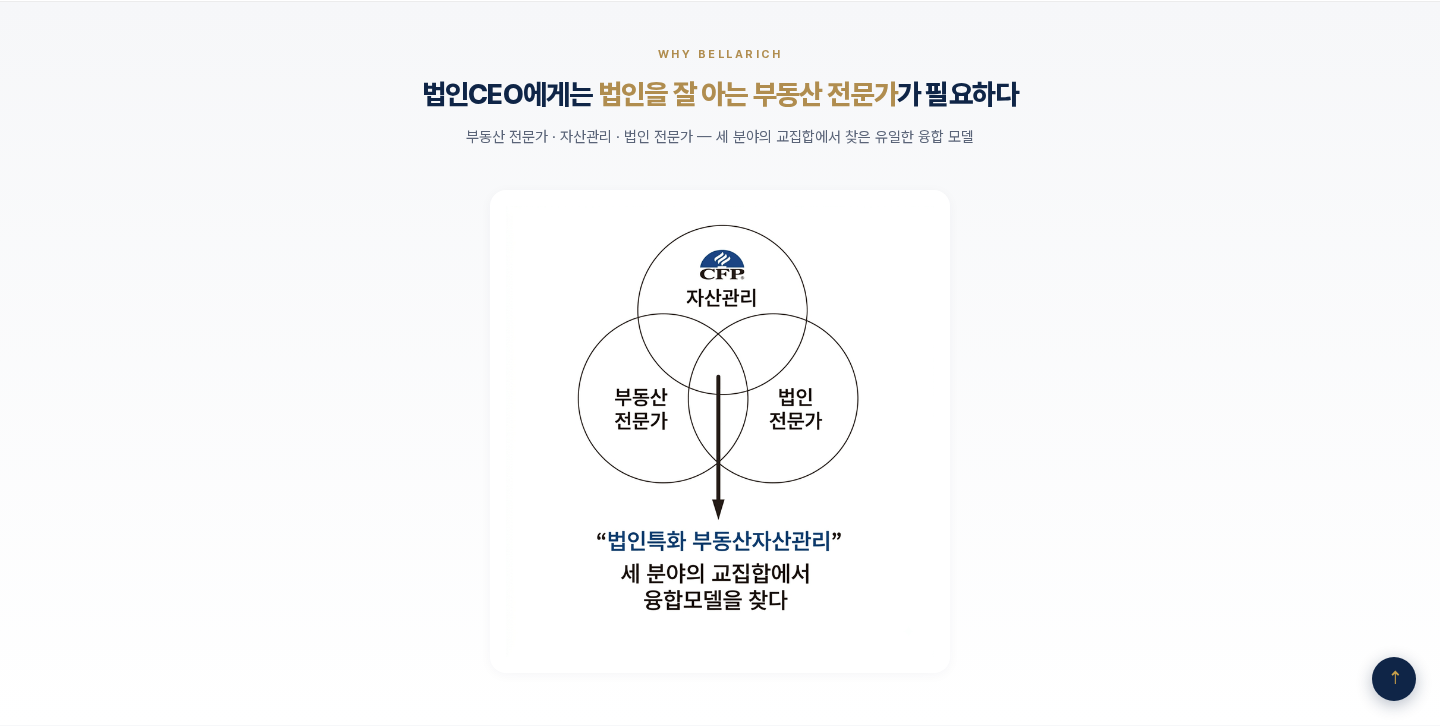 WHY BELLARICH
법인CEO에게는 법인을 잘 아는 부동산 전문가가 필요하다
부동산 전문가 · 자산관리 · 법인 전문가 — 세 분야의 교집합에서 찾은 유일한 융합 모델
CFP®
자산관리
부동산
전문가
법인
전문가
“법인특화 부동산자산관리”
세 분야의 교집합에서
융합모델을 찾다
↑